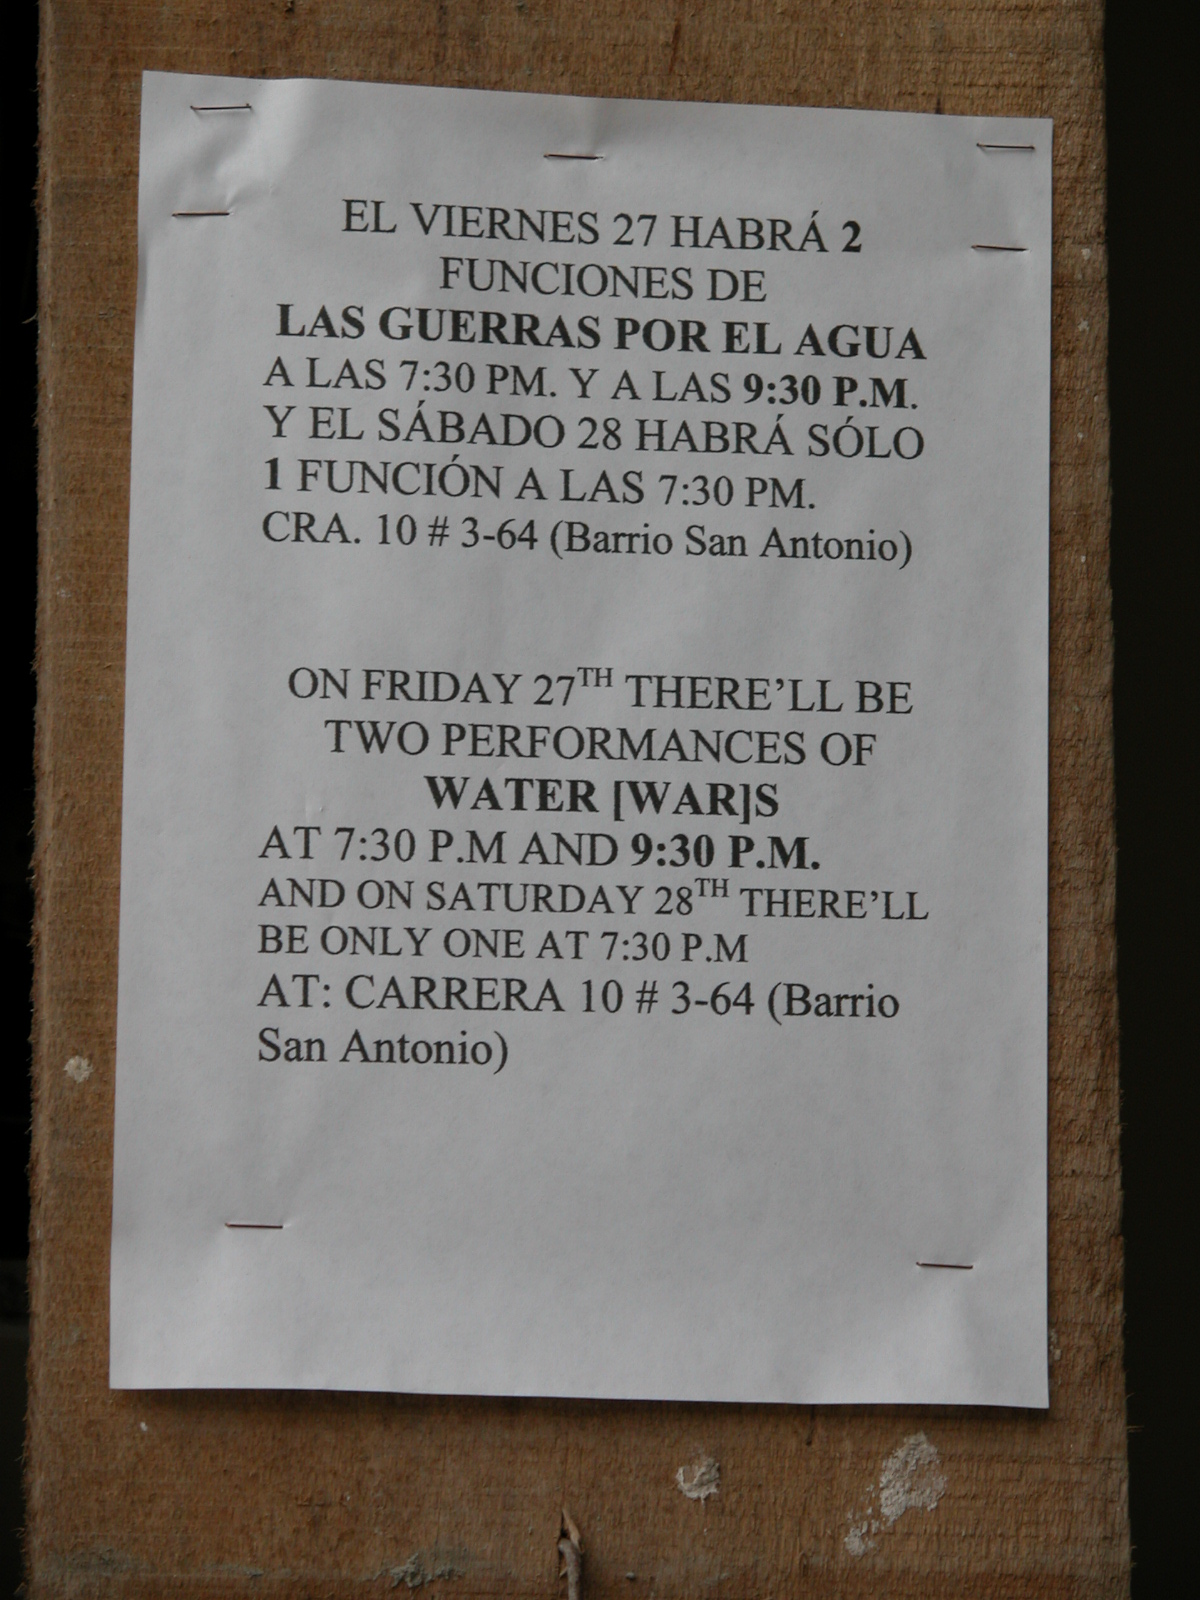 EL VIERNES 27 HABRÁ 2
FUNCIONES DE
LAS GUERRAS POR EL AGUA
A LAS 7:30 PM. Y A LAS 9:30 P.M.
Y EL SÁBADO 28 HABRÁ SÓLO
1 FUNCIÓN A LAS 7:30 PM.
CRA. 10 # 3-64 (Barrio San Antonio)
ON FRIDAY 27TH THERE'LL BE
TWO PERFORMANCES OF
WATER [WAR]S
AT 7:30 P.M AND 9:30 P.M.
AND ON SATURDAY 28TH THERE'LL
BE ONLY ONE AT 7:30 P.M
AT: CARRERA 10 # 3-64 (Barrio
San Antonio)